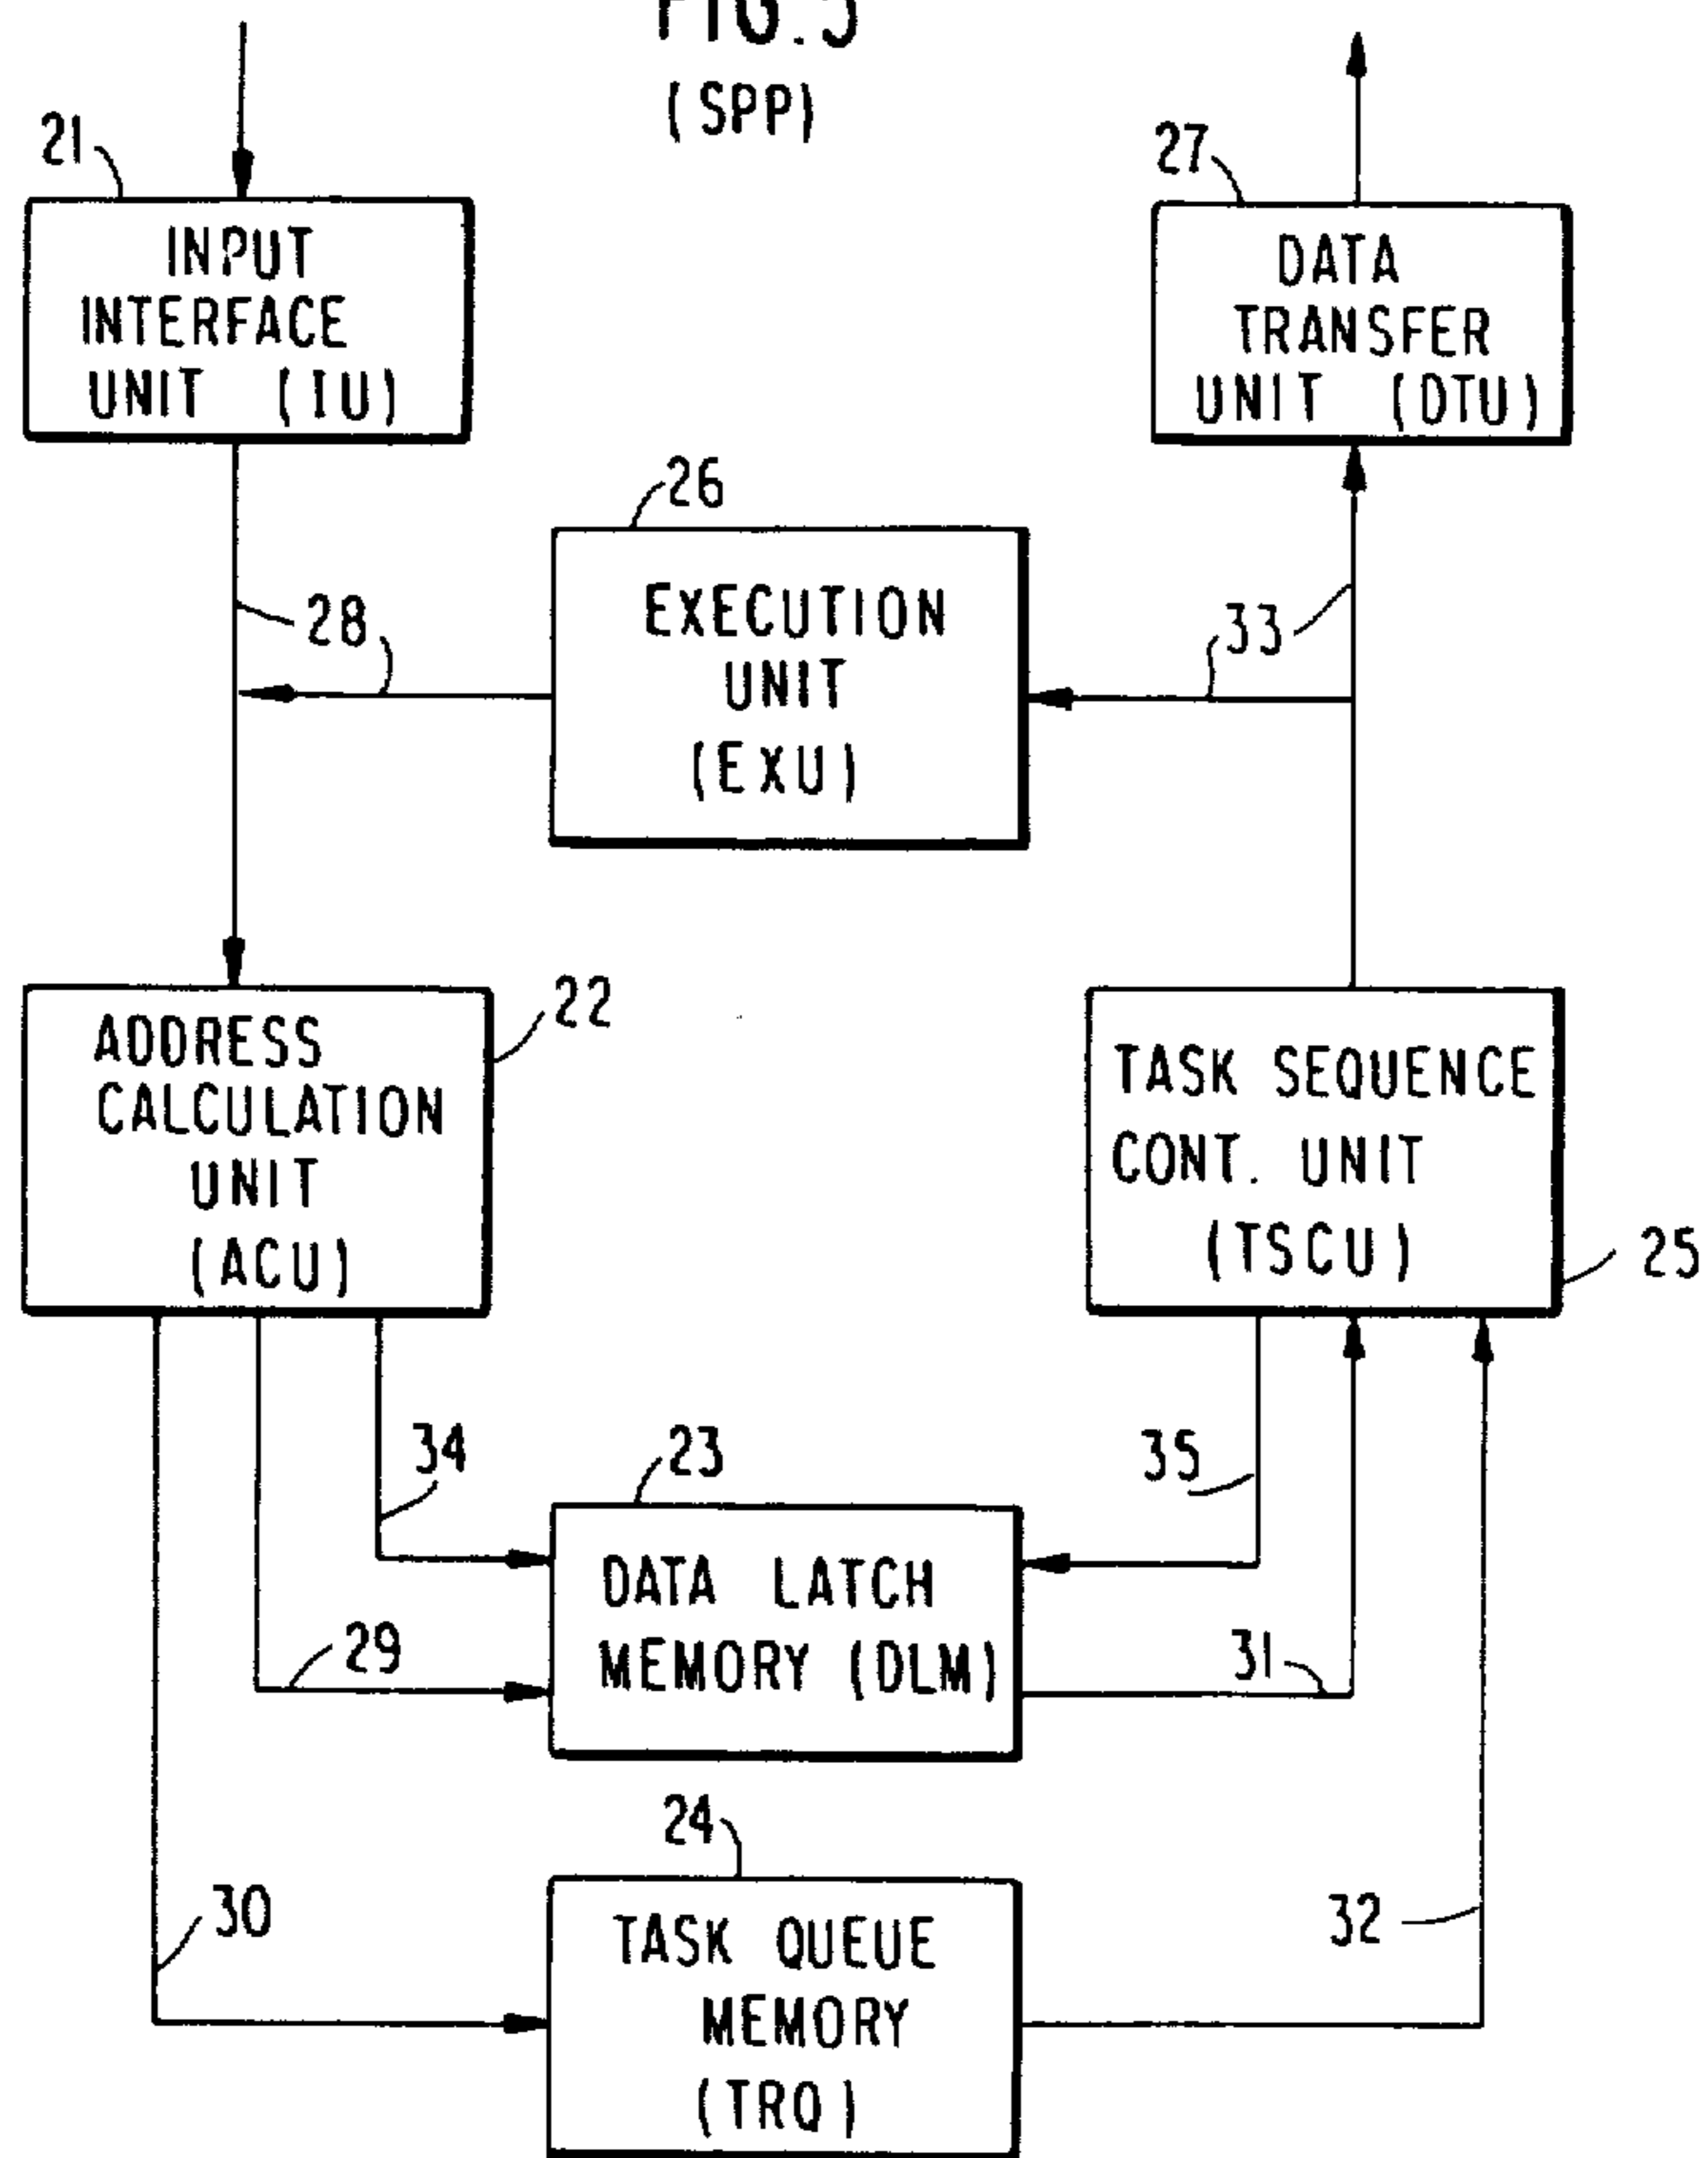 FIG.5
(SPP)
21
27
INPUT
INTERFACE
UNIT (IU)
DATA
TRANSFER
UNIT (DTU)
26
EXECUTION
UNIT
(EXU)
28
33
22
ADDRESS
CALCULATION
UNIT
(ACU)
TASK SEQUENCE
CONT. UNIT
(TSCU)
25
34
23
35
DATA LATCH
MEMORY (DLM)
29
31
24
30
32
TASK QUEUE
MEMORY
(TRQ)